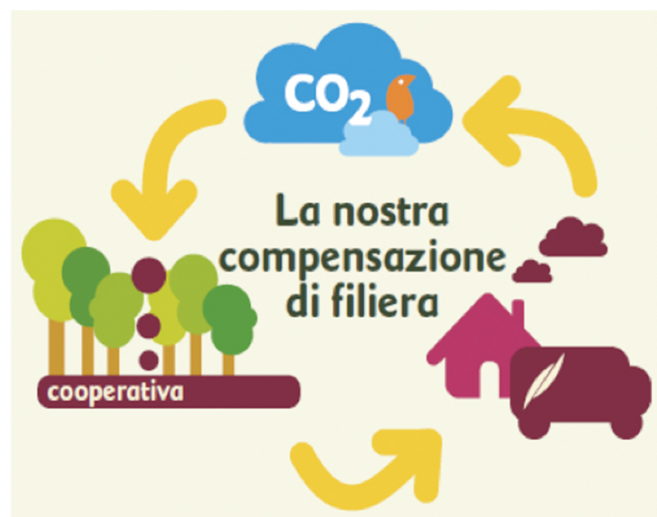 CO2
La nostra
compensazione
di filiera
cooperativa